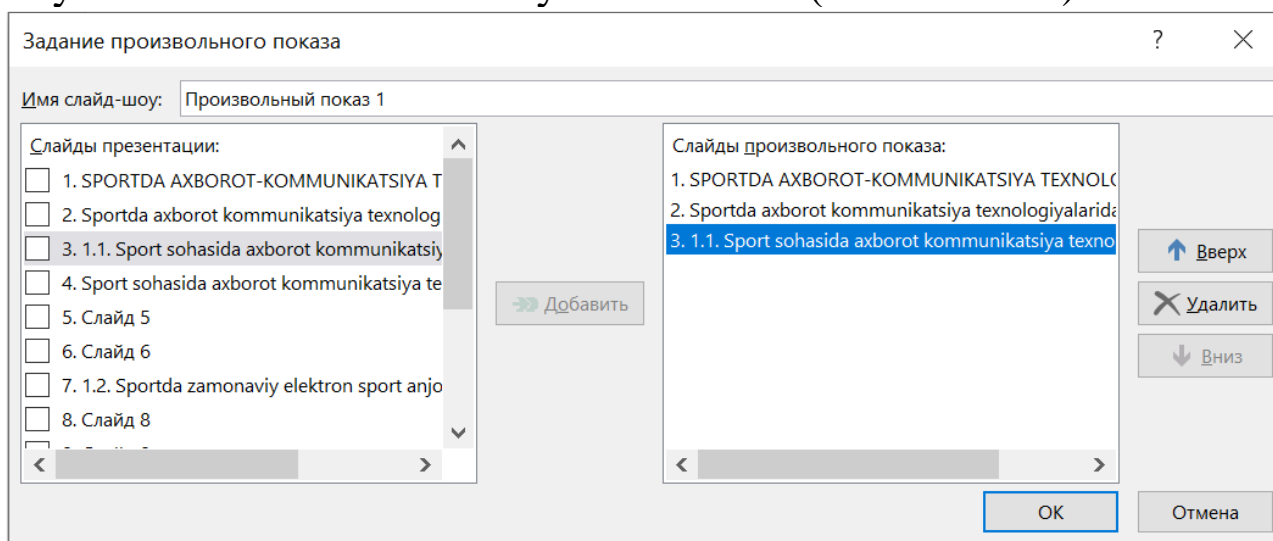 Задание произвольного показа
?
Имя слайд-шоу: Произвольный показ 1
Слайды презентации:
1. SPORTDA AXBOROT-KOMMUNIKATSIYA T
2. Sportda axborot kommunikatsiya texnolog
3. 1.1. Sport sohasida axborot kommunikatsiy
4. Sport sohasida axborot kommunikatsiya te
5. Слайд 5
6. Слайд 6
7. 1.2. Sportda zamonaviy elektron sport anjo
8. Слайд 8
Добавить
Слайды произвольного показа:
1. SPORTDA AXBOROT-KOMMUNIKATSIYA TEXNOLO
2. Sportda axborot kommunikatsiya texnologiyalarida
3. 1.1. Sport sohasida axborot kommunikatsiya texno
Вверх
Удалить
Вниз
ОК
Отмена